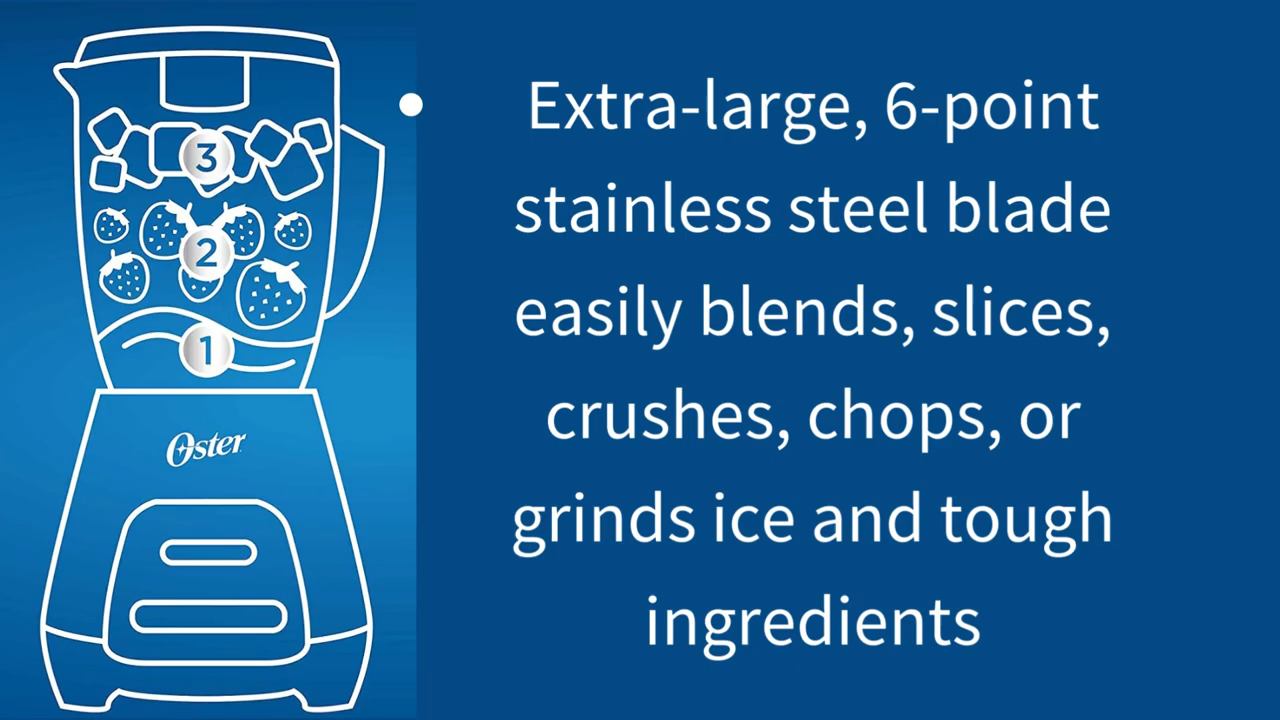 3
2
1
Oster
Extra-large, 6-point
stainless steel blade
easily blends, slices,
crushes, chops, or
grinds ice and tough
ingredients